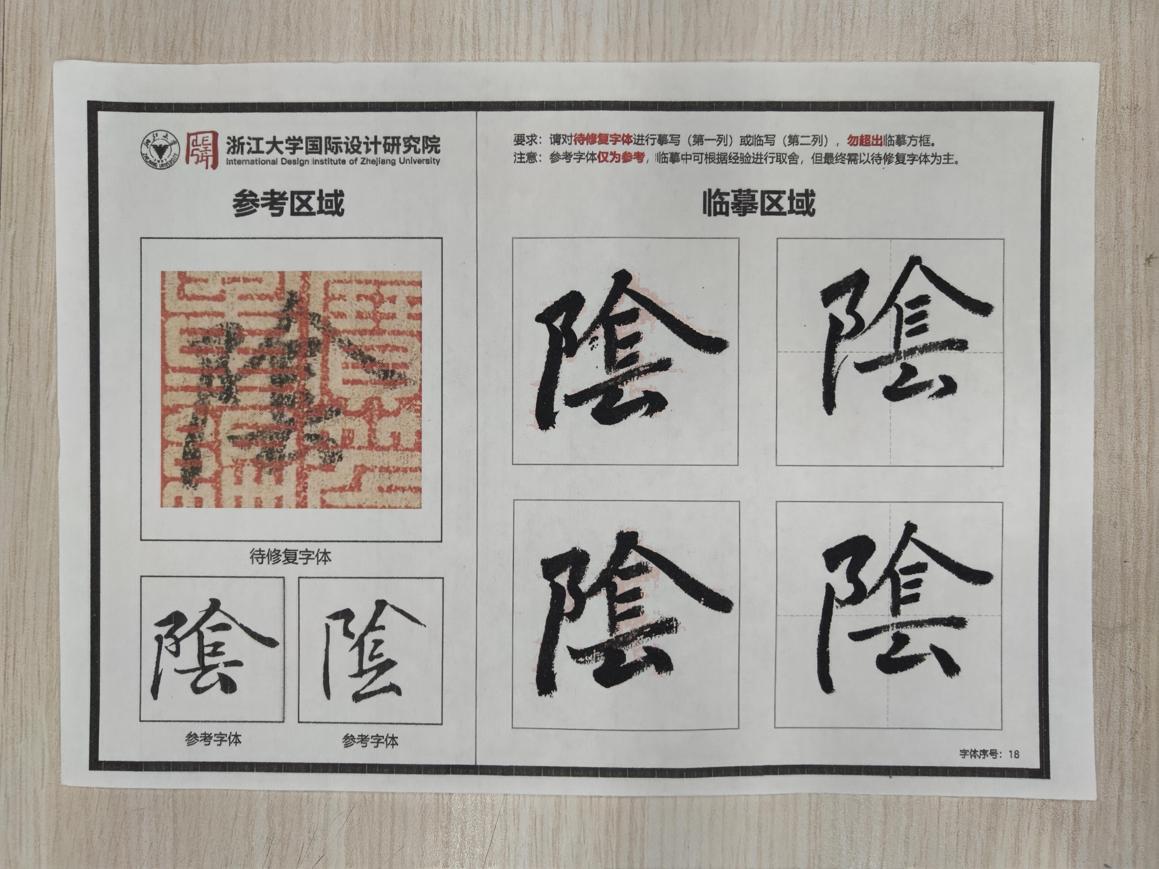 浙江大学国际设计研究院
International Design Institute of Zhejiang University
参考区域
待修复字体
陰
陰
参考字体
参考字体
要求：请对待修复字体进行摹写（第一列）或临写（第二列），勿超出临摹方框。
注意：参考字体仅为参考，临摹中可根据经验进行取舍，但最终需以待修复字体为主。
临摹区域
陰
陰
陰
陰
字体序号：18